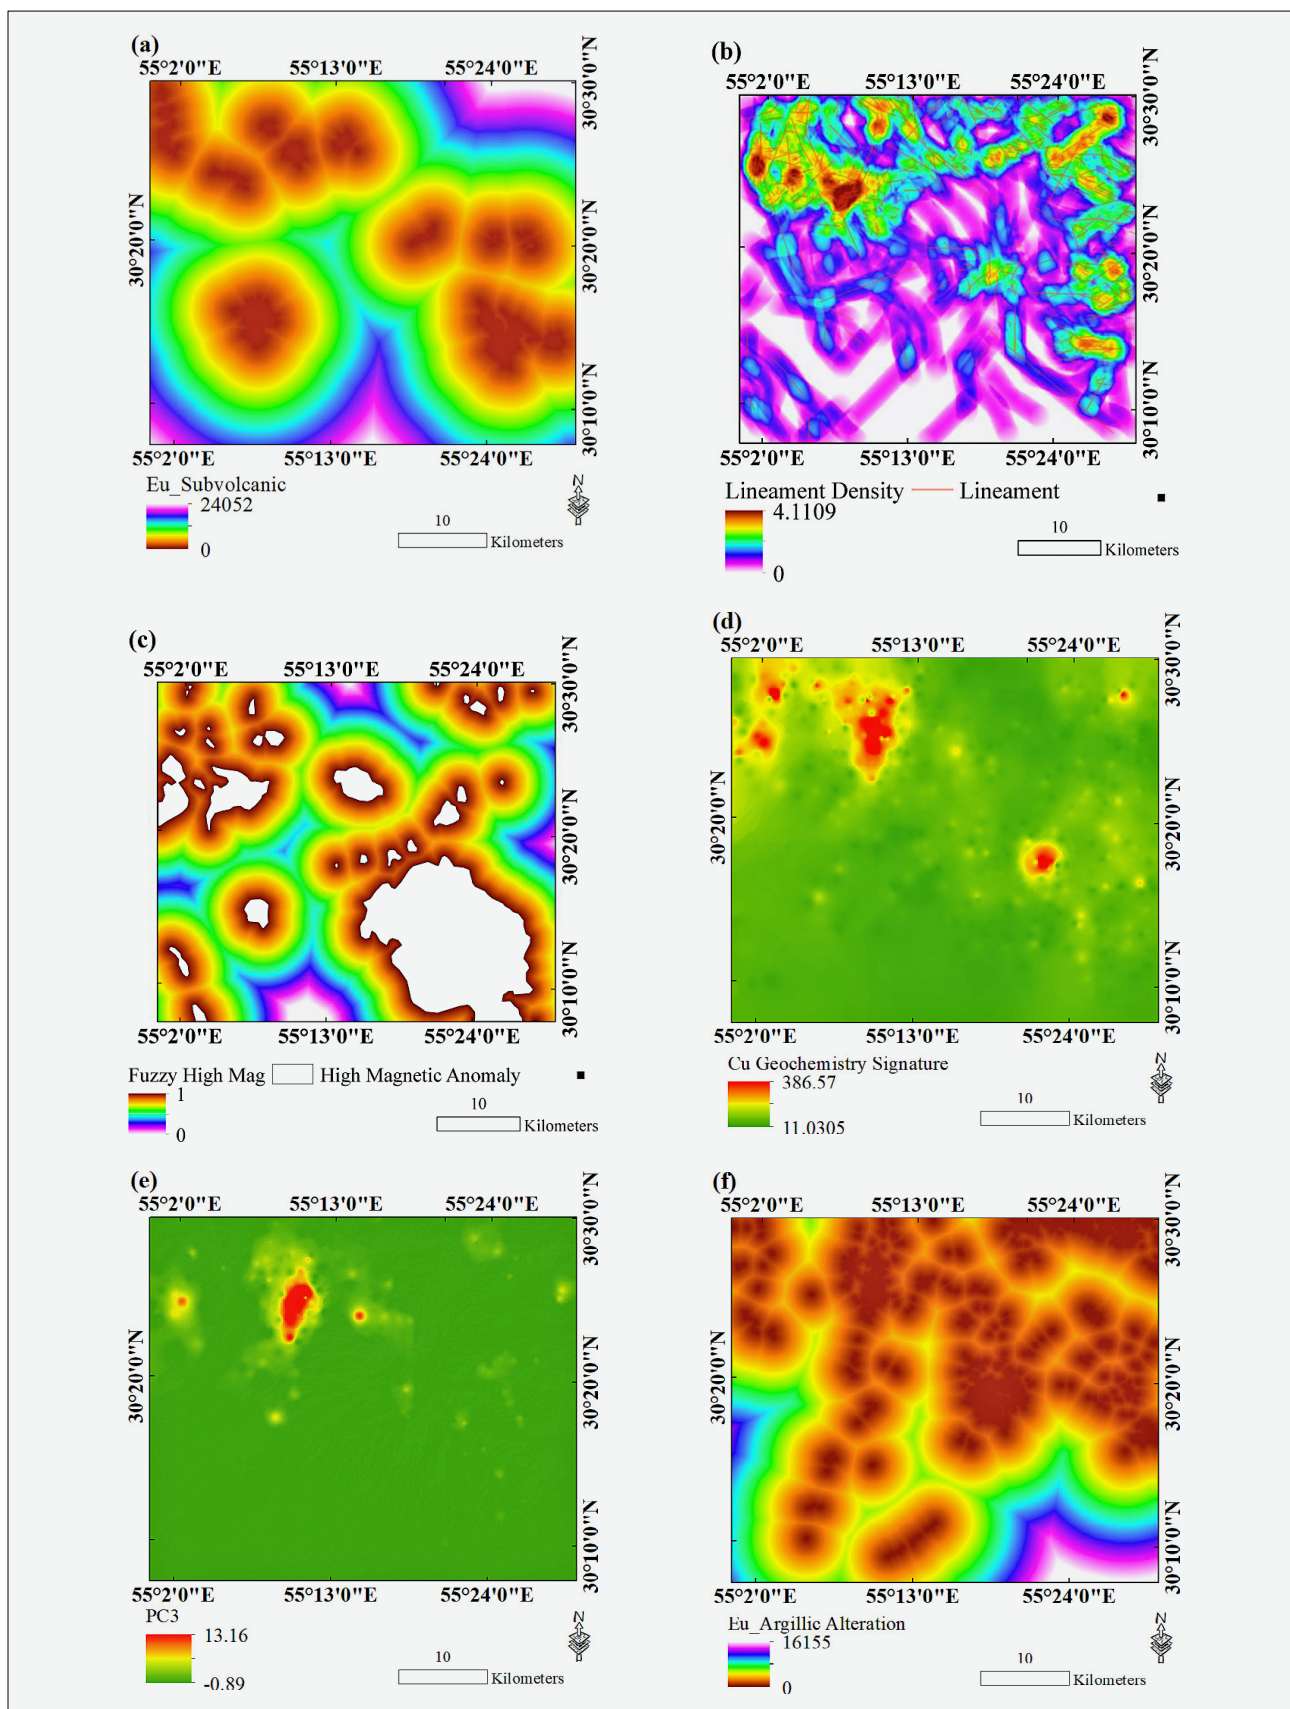 (a)
55°2'0"E 55°13'0"E 55°24'0"E
30°30'0"N
30°20'0"N
30°20'0"N
30°10'0"N
55°2'0"E 55°13'0"E 55°24'0"E
Eu_Subvolcanic
24052
0
N
10
Kilometers
(b)
55°2'0"E 55°13'0"E 55°24'0"E
30°30'0"N
30°20'0"N
30°20'0"N
30°10'0"N
55°2'0"E 55°13'0"E 55°24'0"E
Lineament Density Lineament
4.1109
0
10
Kilometers
(c)
55°2'0"E 55°13'0"E 55°24'0"E
30°30'0"N
30°20'0"N
30°20'0"N
30°10'0"N
55°2'0"E 55°13'0"E 55°24'0"E
Fuzzy High Mag High Magnetic Anomaly
1
0
10
Kilometers
(d)
55°2'0"E 55°13'0"E 55°24'0"E
30°30'0"N
30°20'0"N
30°20'0"N
30°10'0"N
55°2'0"E 55°13'0"E 55°24'0"E
Cu Geochemistry Signature
386.57
11.0305
N
10
Kilometers
(e)
55°2'0"E 55°13'0"E 55°24'0"E
30°30'0"N
30°20'0"N
30°20'0"N
30°10'0"N
55°2'0"E 55°13'0"E 55°24'0"E
PC3
13.16
-0.89
N
10
Kilometers
(f)
55°2'0"E 55°13'0"E 55°24'0"E
30°30'0"N
30°20'0"N
30°20'0"N
30°10'0"N
55°2'0"E 55°13'0"E 55°24'0"E
Eu_Argillic Alteration
16155
0
N
10
Kilometers